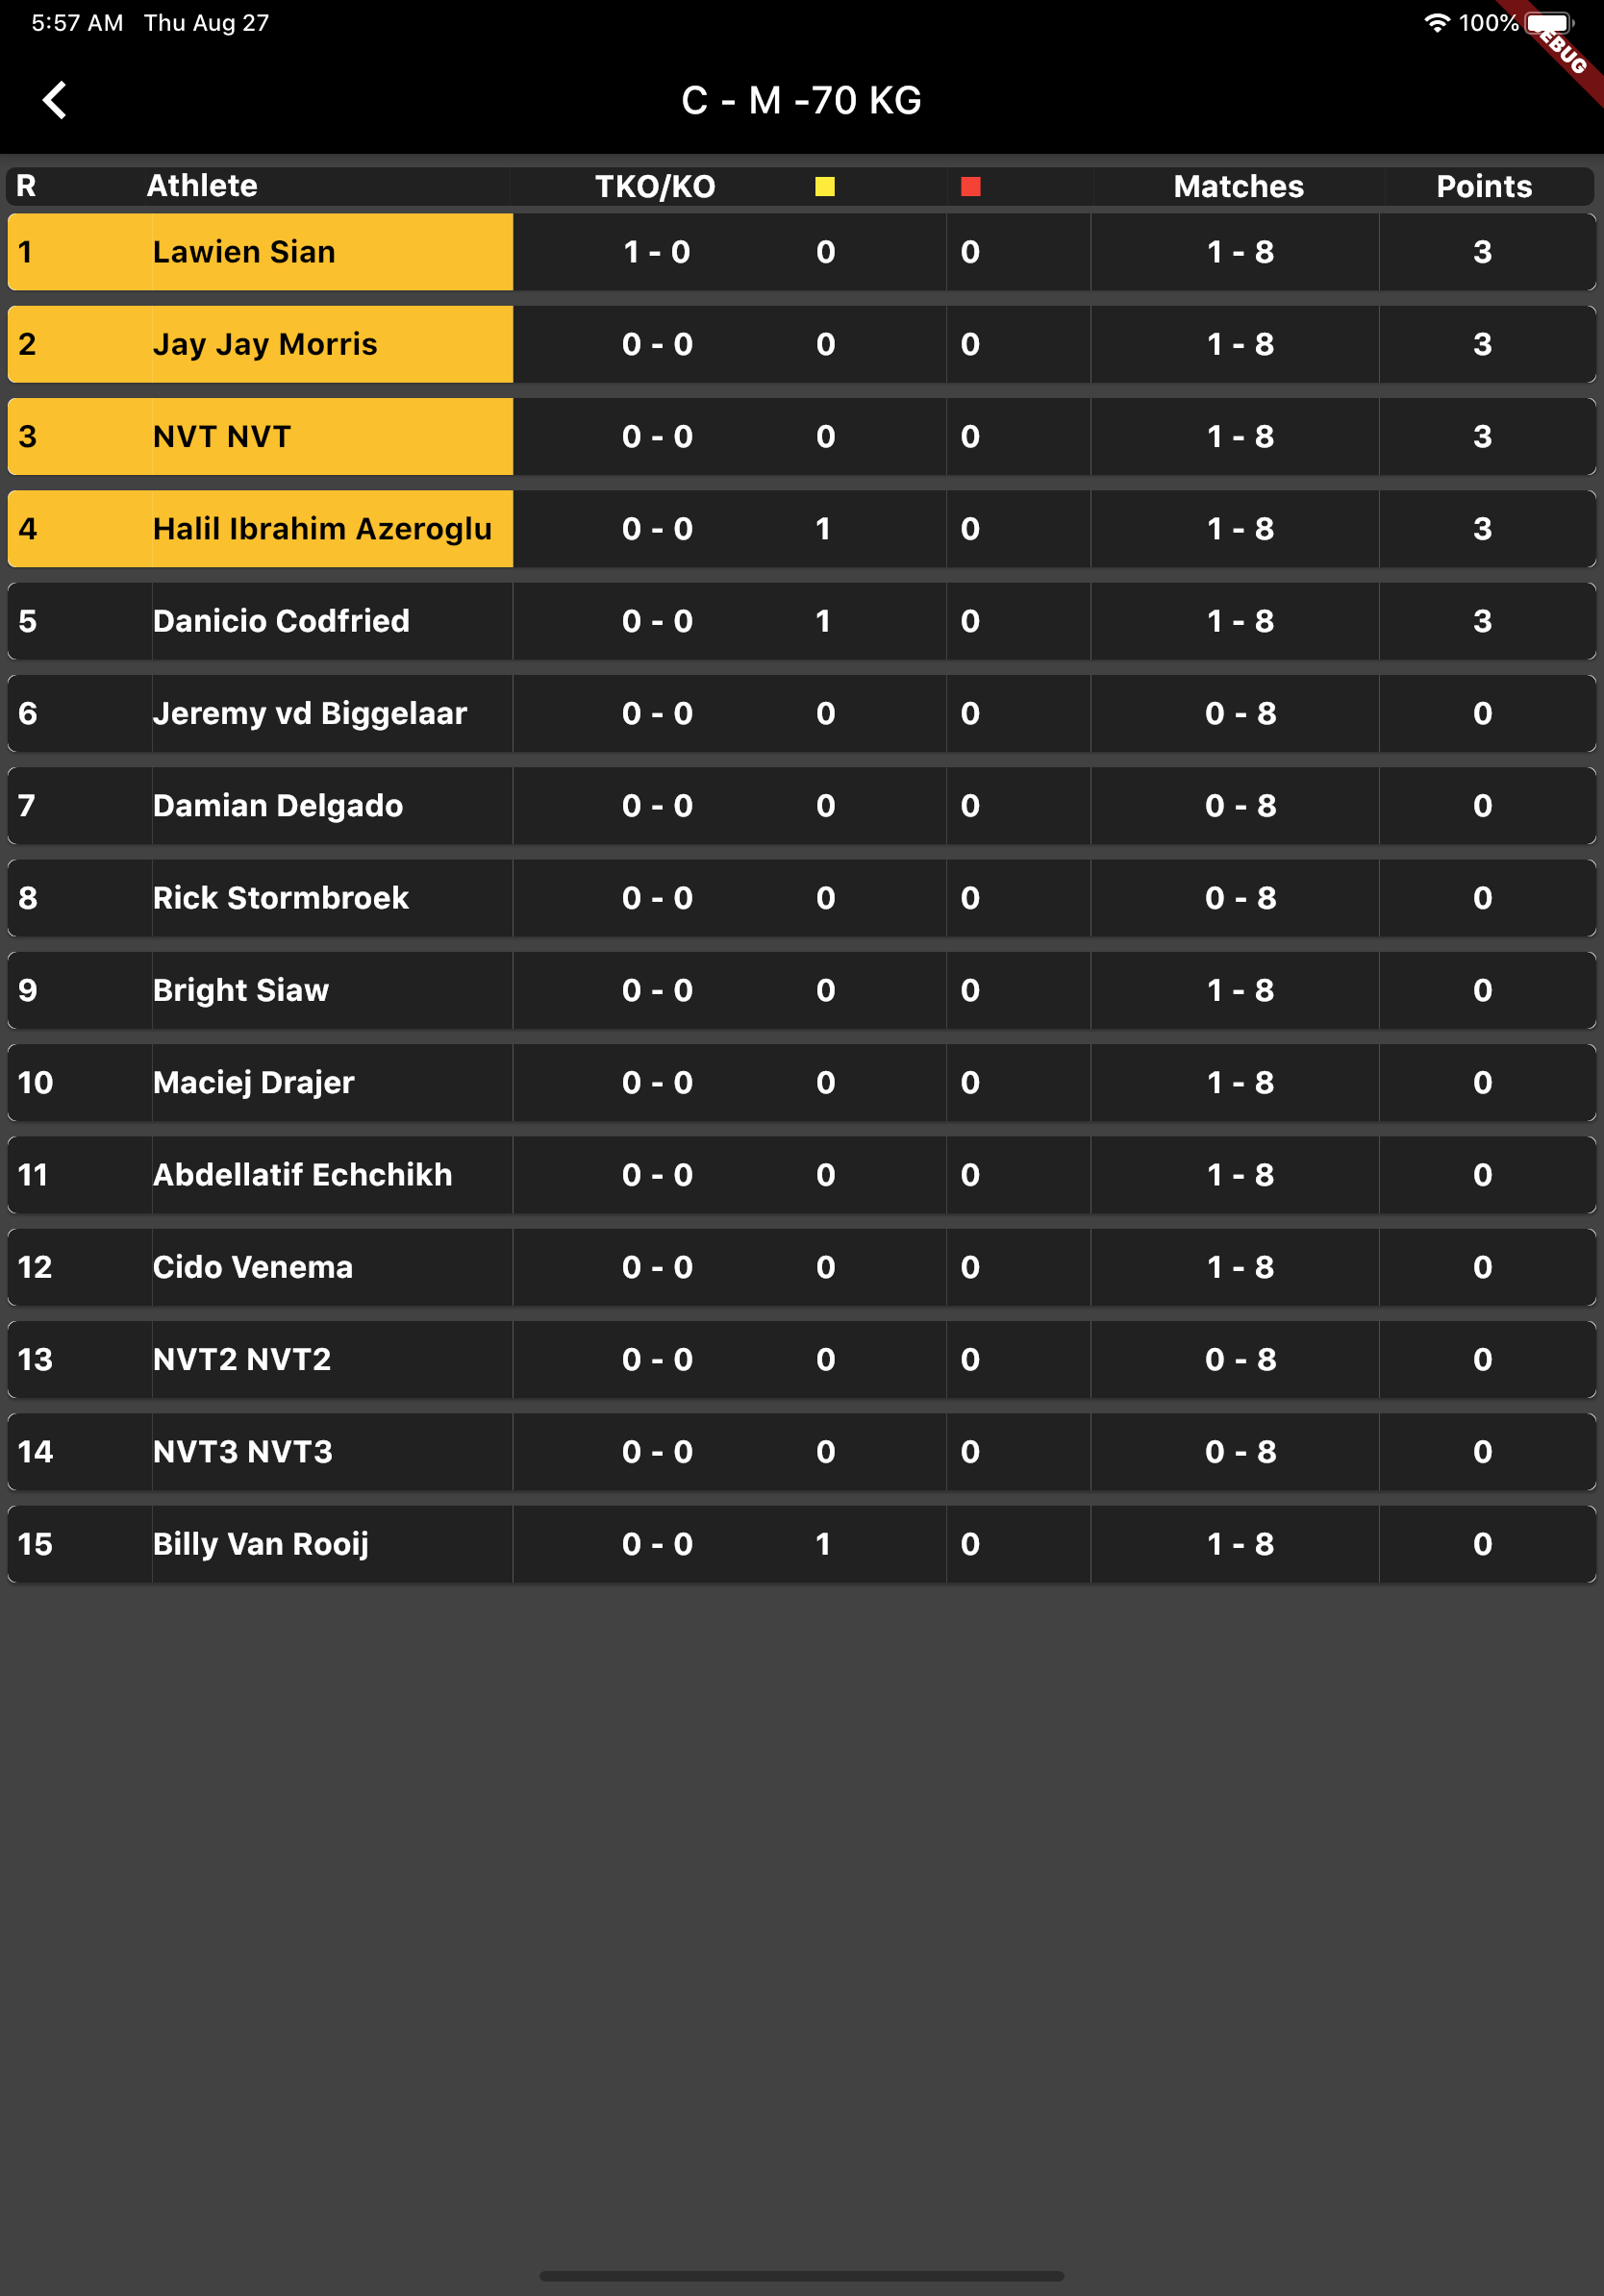 5:57 AM Thu Aug 27 100%
EBUG
C - M -70 KG
R Athlete TKO/KO Matches Points
1 Lawien Sian 1 - 0 0 0 1 - 8 3
2 Jay Jay Morris 0 - 0 0 0 1 - 8 3
3 NVT NVT 0 - 0 0 0 1 - 8 3
4 Halil Ibrahim Azeroglu 0 - 0 1 0 1 - 8 3
5 Danicio Codfried 0 - 0 1 0 1 - 8 3
6 Jeremy vd Biggelaar 0 - 0 0 0 0 - 8 0
7 Damian Delgado 0 - 0 0 0 0 - 8 0
8 Rick Stormbroek 0 - 0 0 0 0 - 8 0
9 Bright Siaw 0 - 0 0 0 1 - 8 0
10 Maciej Drajer 0 - 0 0 0 1 - 8 0
11 Abdellatif Echchikh 0 - 0 0 0 1 - 8 0
12 Cido Venema 0 - 0 0 0 1 - 8 0
13 NVT2 NVT2 0 - 0 0 0 0 - 8 0
14 NVT3 NVT3 0 - 0 0 0 0 - 8 0
15 Billy Van Rooij 0 - 0 1 0 1 - 8 0